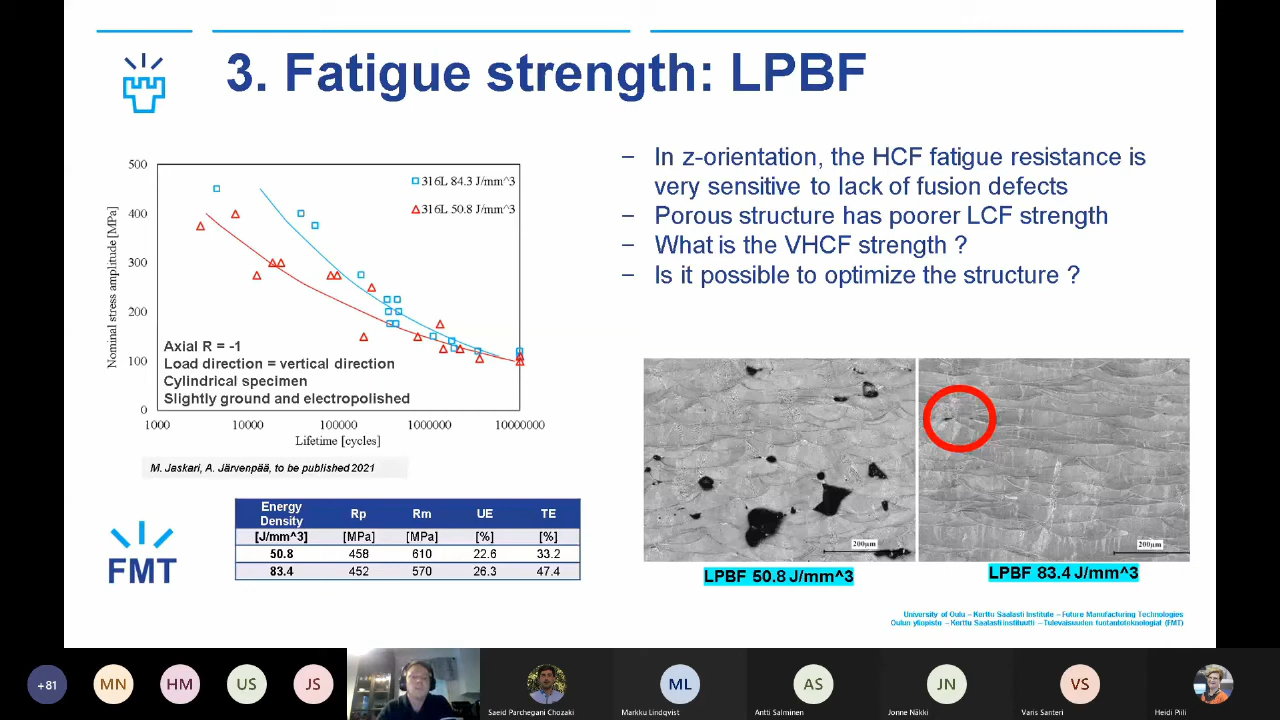 3. Fatigue strength: LPBF
500
400
300
200
100
0
Nominal stress amplitude [MPa]
316L 84.3 J/mm^3
316L 50.8 J/mm^3
Axial R = -1
Load direction = vertical direction
Cylindrical specimen
Slightly ground and electropolished
1000 10000 100000 1000000 10000000
Lifetime [cycles]
M. Jaskari, A. Järvenpää, to be published 2021
– In z-orientation, the HCF fatigue resistance is
very sensitive to lack of fusion defects
– Porous structure has poorer LCF strength
– What is the VHCF strength ?
– Is it possible to optimize the structure ?
FMT
Energy Density Rp Rm UE TE
[J/mm^3] [MPa] [MPa] [%] [%]
50.8 458 610 22.6 33.2
83.4 452 570 26.3 47.4
200µm
200µm
LPBF 50.8 J/mm^3
LPBF 83.4 J/mm^3
University of Oulu – Kerttu Saalasti Institute – Future Manufacturing Technologies
Oulun yliopisto – Kerttu Saalasti instituutti – Tulevaisuuden tuotantoteknologiat (FMT)
+81
MN
HM
US
JS
ML
AS
JN
VS
Saeid Parchegani Chozaki
Markku Lindqvist
Antti Salminen
Jonne Näkki
Varis Santeri
Heidi Piili